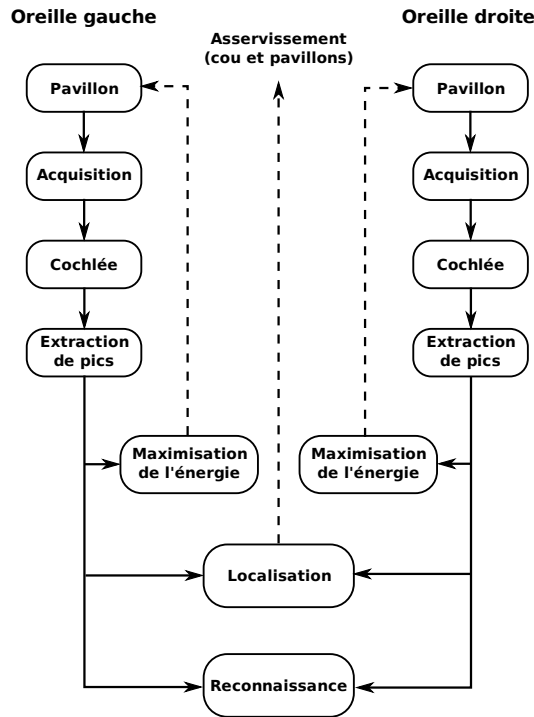 Oreille gauche
Oreille droite
Asservissement
(cou et pavillons)
Pavillon
Pavillon
Acquisition
Acquisition
Cochlée
Cochlée
Extraction
de pics
Extraction
de pics
Maximisation
de l'énergie
Maximisation
de l'énergie
Localisation
Reconnaissance